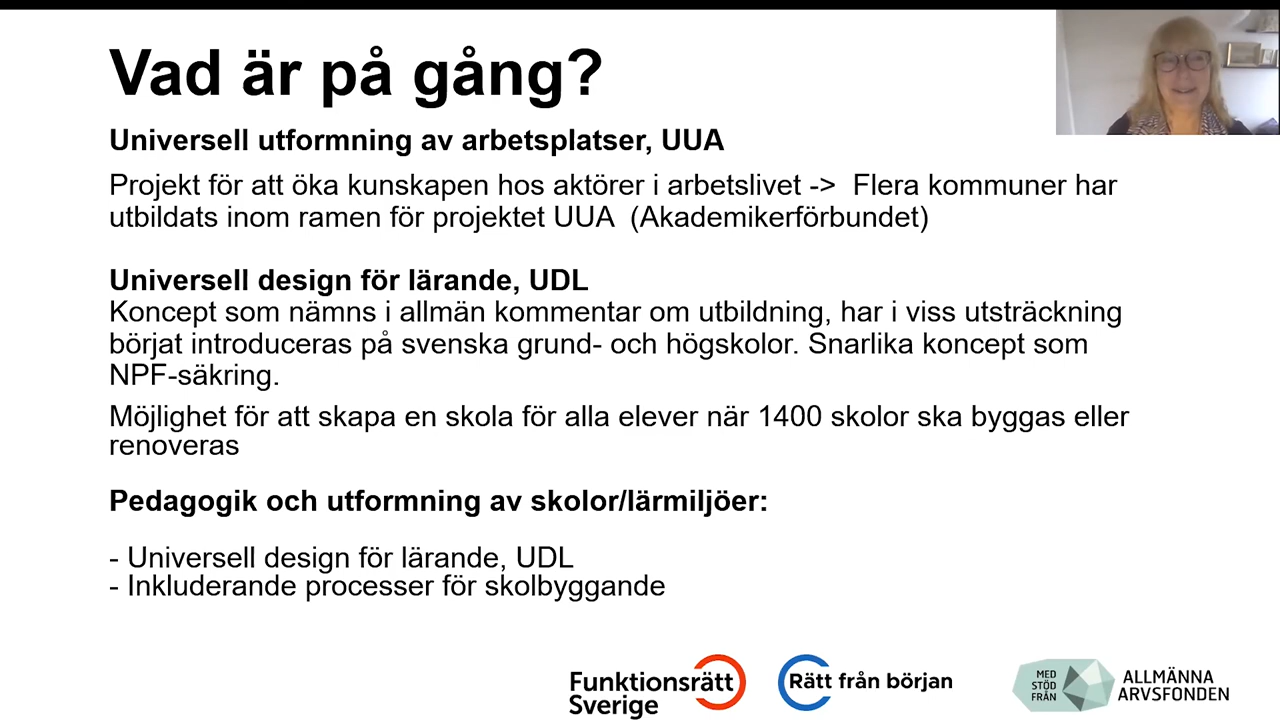 Vad är på gång?
Universell utformning av arbetsplatser, UUA
Projekt för att öka kunskapen hos aktörer i arbetslivet ->  Flera kommuner har
utbildats inom ramen för projektet UUA  (Akademikerförbundet)
Universell design för lärande, UDL
Koncept som nämns i allmän kommentar om utbildning, har i viss utsträckning
börjat introduceras på svenska grund- och högskolor. Snarlika koncept som
NPF-säkring.
Möjlighet för att skapa en skola för alla elever när 1400 skolor ska byggas eller
renoveras
Pedagogik och utformning av skolor/lärmiljöer:
- Universell design för lärande, UDL
- Inkluderande processer för skolbyggande
Funktionsrätt
Sverige
Rätt från början
MED
STÖD
FRÅN
ALLMÄNNA
ARVSFONDEN